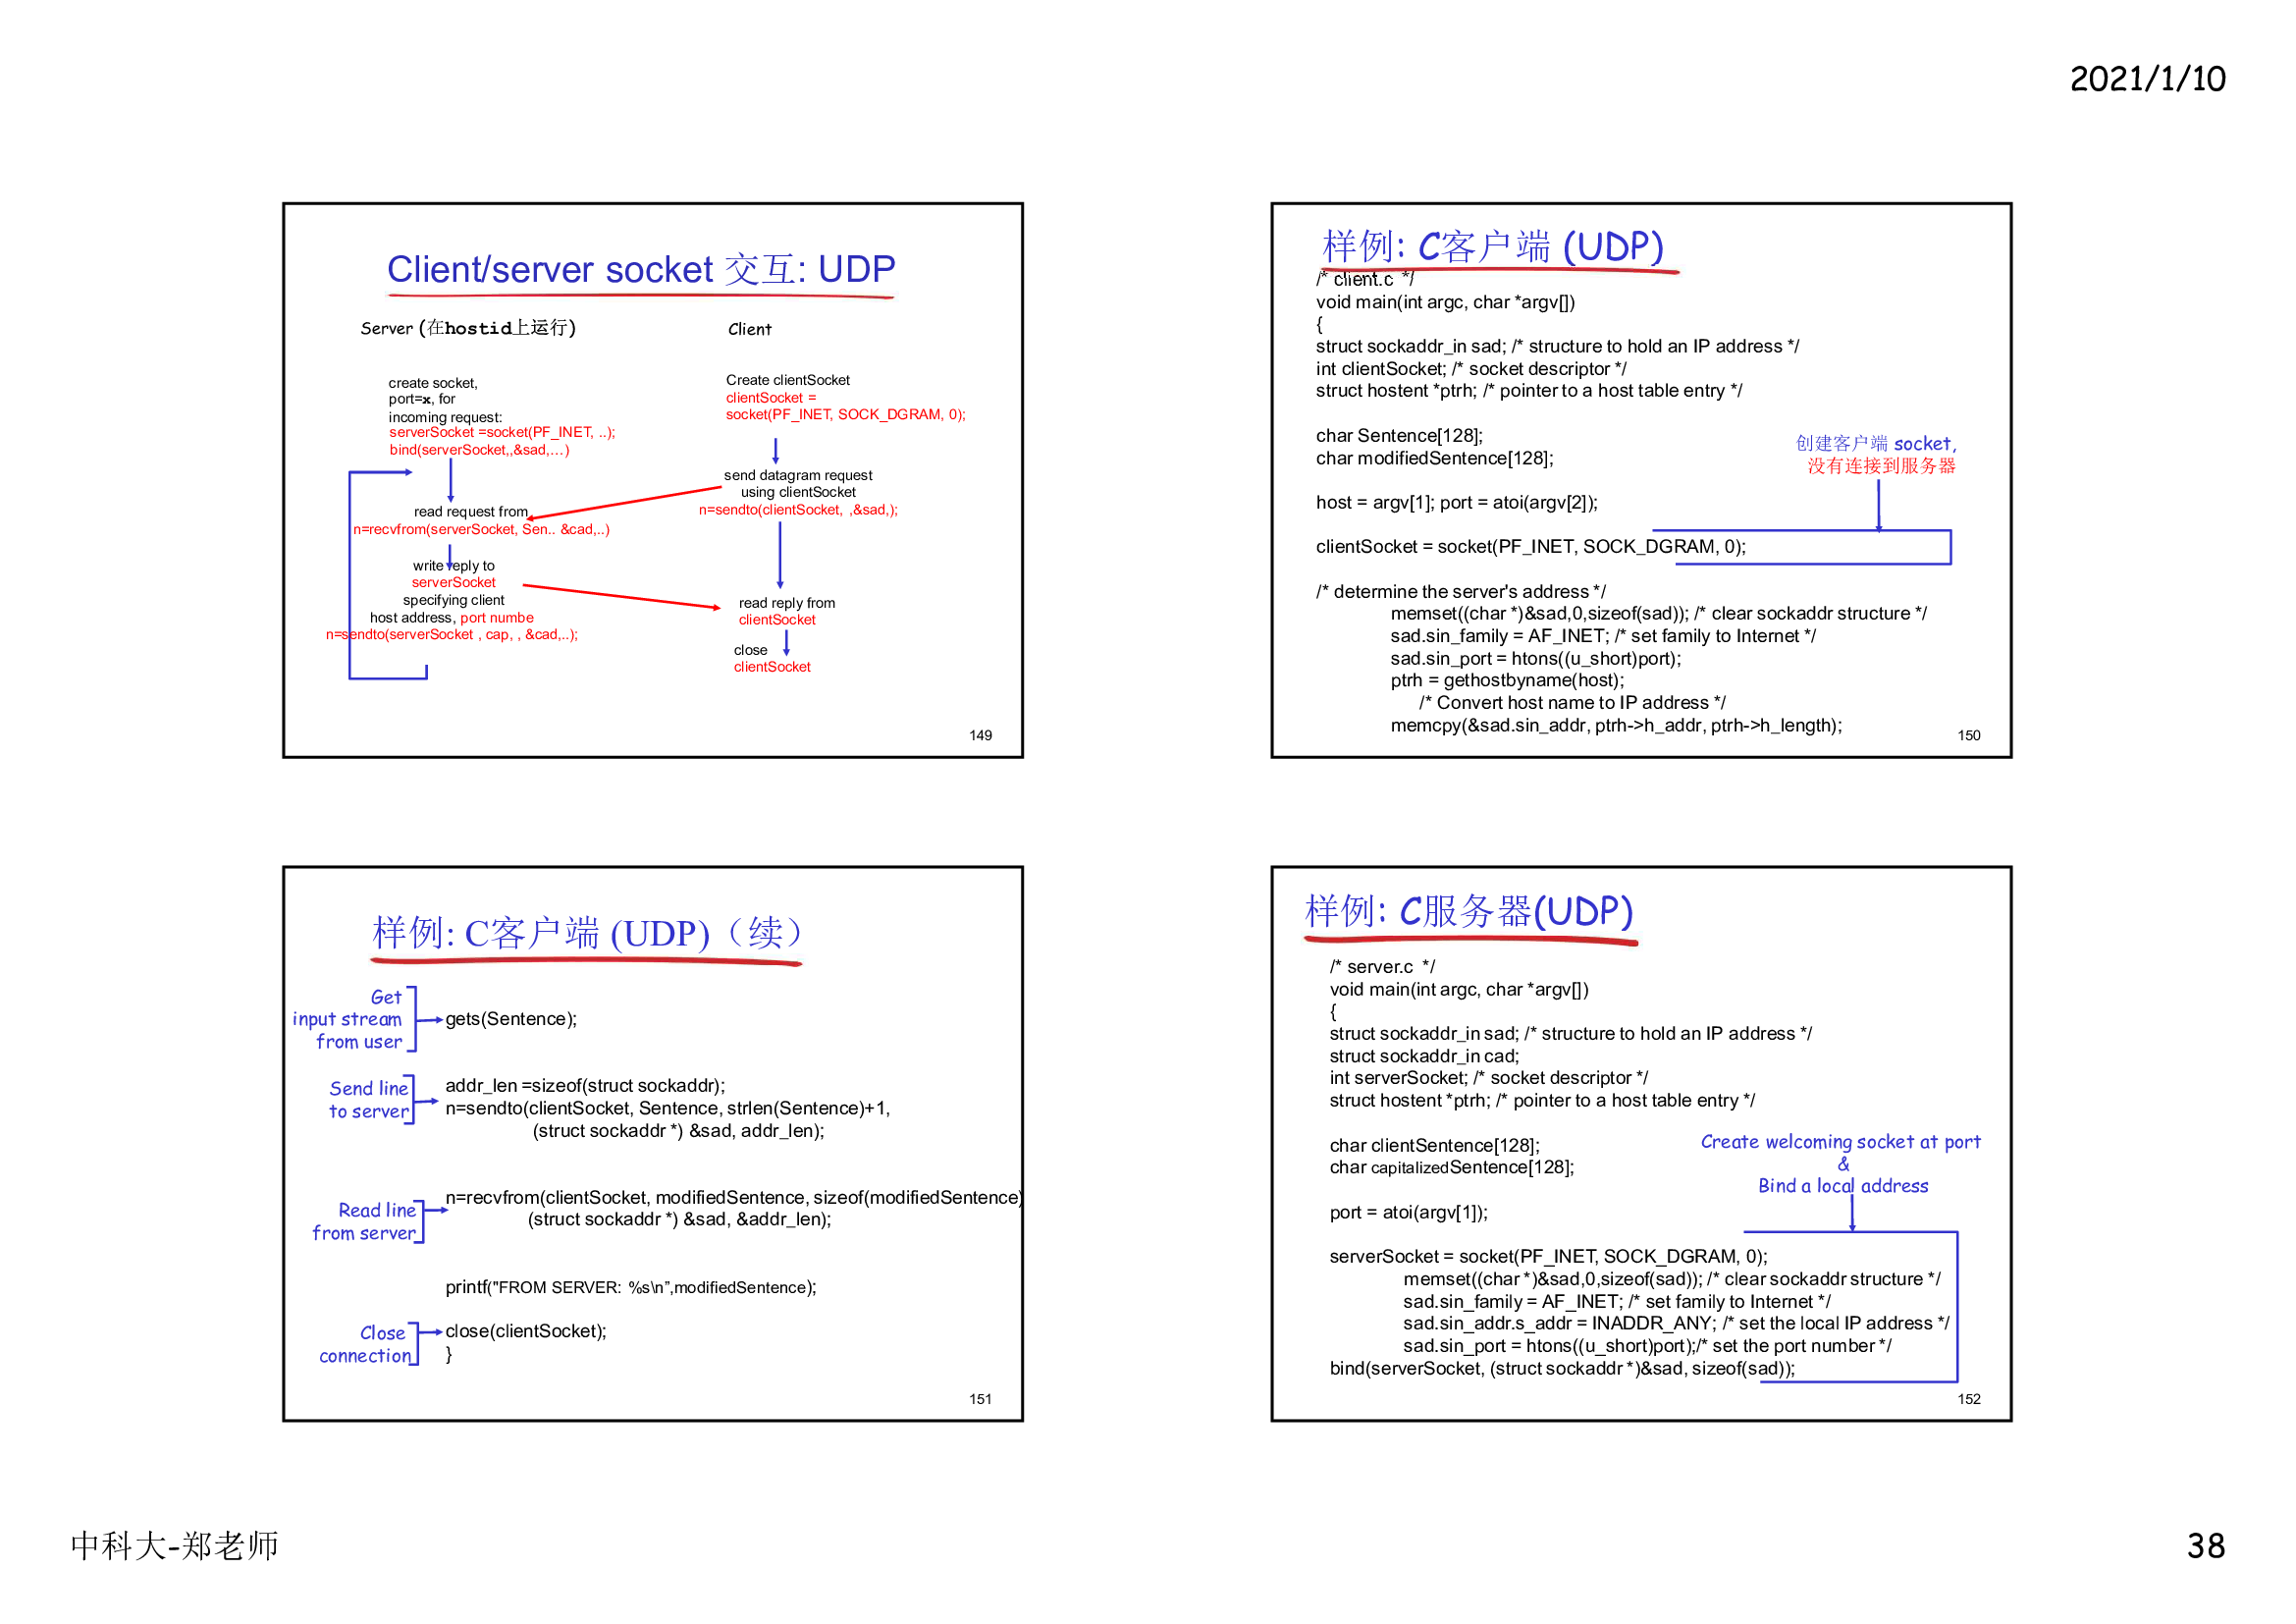 2021/1/10
Client/server socket 交互: UDP
Server (在hostid上运行)
Client
create socket,
port=x, for
incoming request:
serverSocket =socket(PF_INET, ..);
bind(serverSocket,,&sad,...)
read request from
n=recvfrom(serverSocket, Sen.. &cad,..)
write reply to
serverSocket
specifying client
host address, port numbe
n=sendto(serverSocket , cap, , &cad,..);
Create clientSocket
clientSocket =
socket(PF_INET, SOCK_DGRAM, 0);
send datagram request
using clientSocket
n=sendto(clientSocket, ,&sad,);
read reply from
clientSocket
close
clientSocket
149
样例: C客户端 (UDP)
/* client.c */
void main(int argc, char *argv[])
{
struct sockaddr_in sad; /* structure to hold an IP address */
int clientSocket; /* socket descriptor */
struct hostent *ptrh; /* pointer to a host table entry */
char Sentence[128];
char modifiedSentence[128];
host = argv[1]; port = atoi(argv[2]);
创建客户端 socket,
没有连接到服务器
clientSocket = socket(PF_INET, SOCK_DGRAM, 0);
/* determine the server's address */
memset((char *)&sad,0,sizeof(sad)); /* clear sockaddr structure */
sad.sin_family = AF_INET; /* set family to Internet */
sad.sin_port = htons((u_short)port);
ptrh = gethostbyname(host);
/* Convert host name to IP address */
memcpy(&sad.sin_addr, ptrh->h_addr, ptrh->h_length);
150
样例: C客户端 (UDP)（续）
Get
input stream
from user
gets(Sentence);
Send line
to server
addr_len =sizeof(struct sockaddr);
n=sendto(clientSocket, Sentence, strlen(Sentence)+1,
(struct sockaddr *) &sad, addr_len);
Read line
from server
n=recvfrom(clientSocket, modifiedSentence, sizeof(modifiedSentence)
(struct sockaddr *) &sad, &addr_len);
printf("FROM SERVER: %s\n”,modifiedSentence);
Close
connection
close(clientSocket);
}
151
样例: C服务器(UDP)
/* server.c */
void main(int argc, char *argv[])
{
struct sockaddr_in sad; /* structure to hold an IP address */
struct sockaddr_in cad;
int serverSocket; /* socket descriptor */
struct hostent *ptrh; /* pointer to a host table entry */
char clientSentence[128];
char capitalizedSentence[128];
port = atoi(argv[1]);
Create welcoming socket at port
&
Bind a local address
serverSocket = socket(PF_INET, SOCK_DGRAM, 0);
memset((char *)&sad,0,sizeof(sad)); /* clear sockaddr structure */
sad.sin_family = AF_INET; /* set family to Internet */
sad.sin_addr.s_addr = INADDR_ANY; /* set the local IP address */
sad.sin_port = htons((u_short)port);/* set the port number */
bind(serverSocket, (struct sockaddr *)&sad, sizeof(sad));
152
中科大-郑老师
38